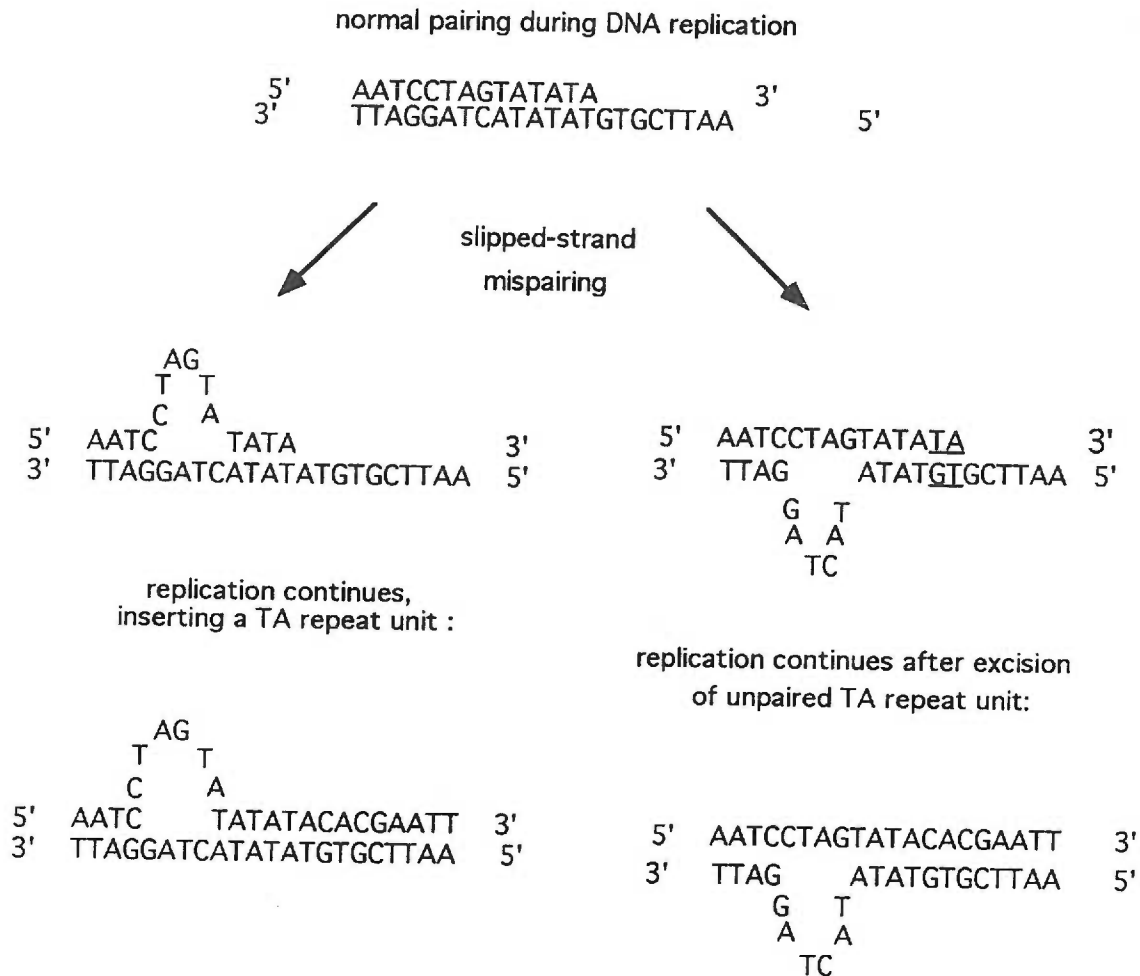 normal pairing during DNA replication
5' AATCCTAGTATATA 3'
3' TTAGGATCATATATGTGCTTAA 5'
slipped-strand
mispairing
AG
T T
C A
5' AATC TATA 3'
3' TTAGGATCATATATGTGCTTAA 5'
replication continues,
inserting a TA repeat unit :
AG
T T
C A
5' AATC TATATACACGAATT 3'
3' TTAGGATCATATATGTGCTTAA 5'
5' AATCCTAGTATATA 3'
3' TTAG ATATGTGCTTAA 5'
G T
A A
TC
replication continues after excision
of unpaired TA repeat unit:
5' AATCCTAGTATACACGAATT 3'
3' TTAG ATATGTGCTTAA 5'
G T
A A
TC